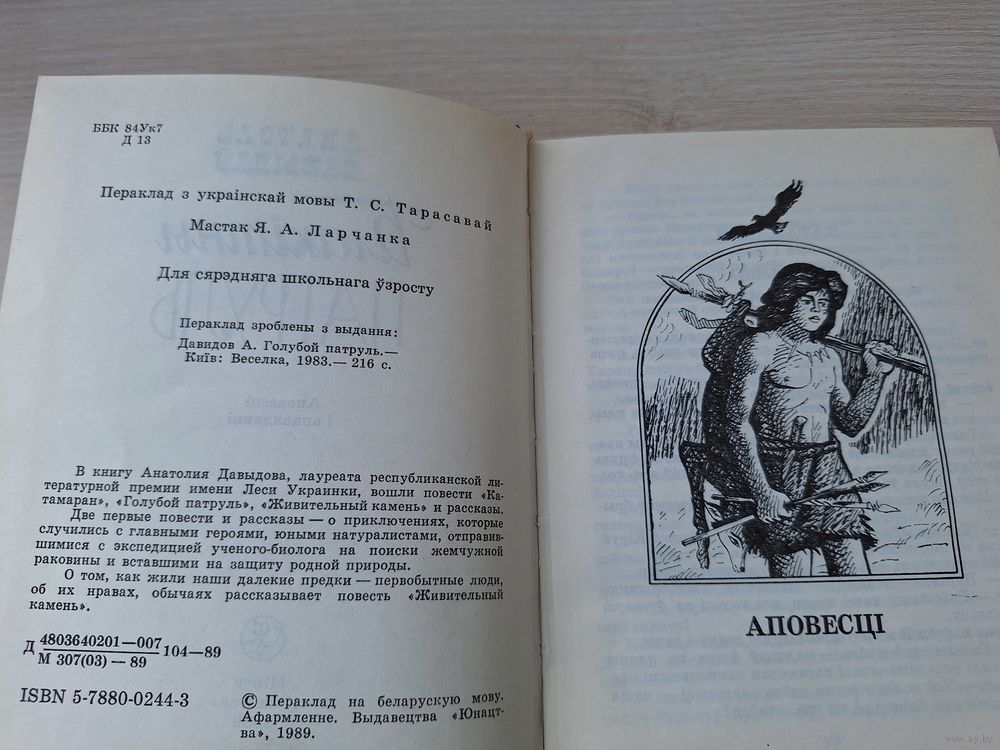 ББК 84Ук7
Д 13
Пераклад з украінскай мовы Т. С. Тарасавай
Мастак Я. А. Ларчанка
Для сярэдняга школьнага ўзросту
Пераклад зроблены з выдання:
Давидов А. Голубой патруль.—
Київ: Веселка, 1983.— 216 с.
В книгу Анатолия Давыдова, лауреата республиканской ли-
тературной премии имени Леси Украинки, вошли повести «Ка-
тамаран», «Голубой патруль», «Живительный камень» и рассказы.
Две первые повести и рассказы — о приключениях, которые
случились с главными героями, юными натуралистами, отправив-
шимися с экспедицией ученого-биолога на поиски жемчужной
раковины и вставшими на защиту родной природы.
О том, как жили наши далекие предки — первобытные люди,
об их нравах, обычаях рассказывает повесть «Живительный
камень».
Д 4803640201—007 104—89
М 307(03) — 89
ISBN 5-7880-0244-3
© Пераклад на беларускую мову.
Афармленне. Выдавецтва «Юнацт-
ва», 1989.
АПОВЕСЦІ
www.ay.by